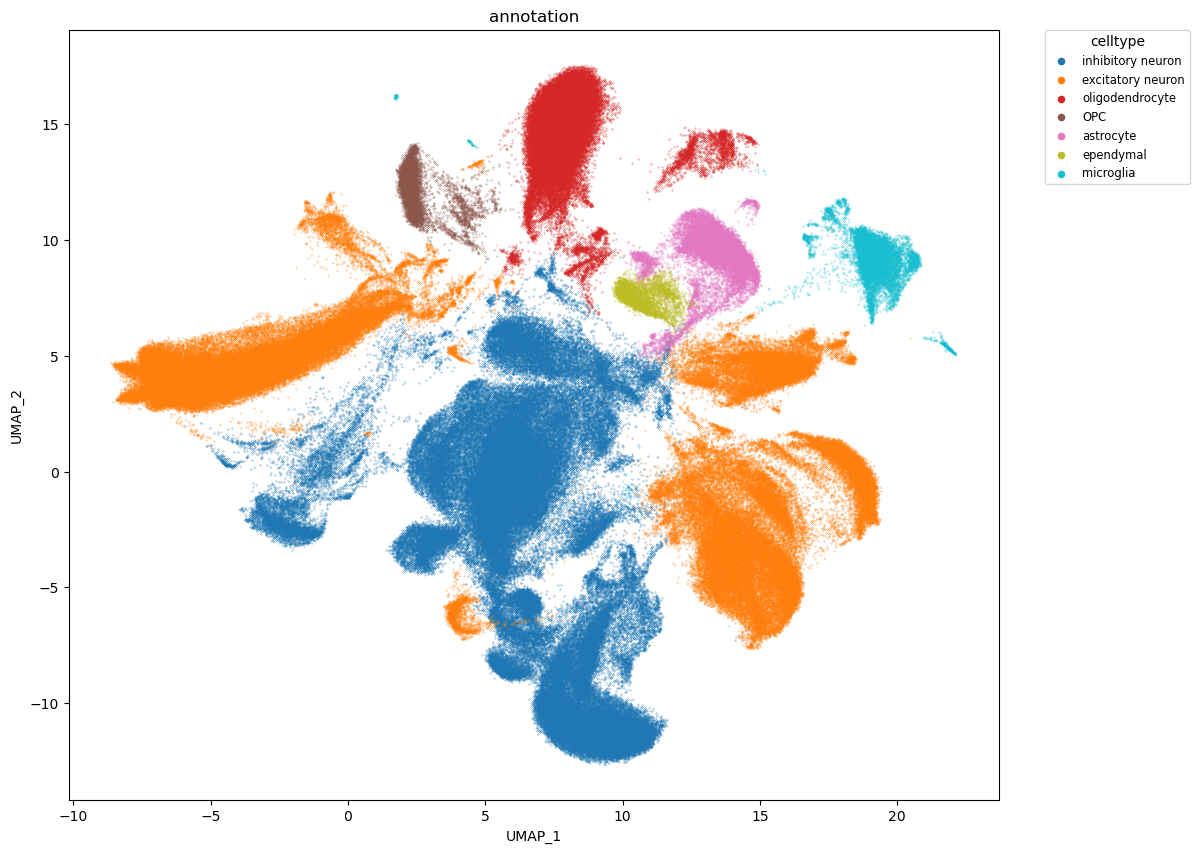 annotation
celltype
inhibitory neuron
excitatory neuron
oligodendrocyte
OPC
astrocyte
ependymal
microglia
15
10
5
0
−5
−10
UMAP_2
−10
−5
0
5
10
15
20
UMAP_1